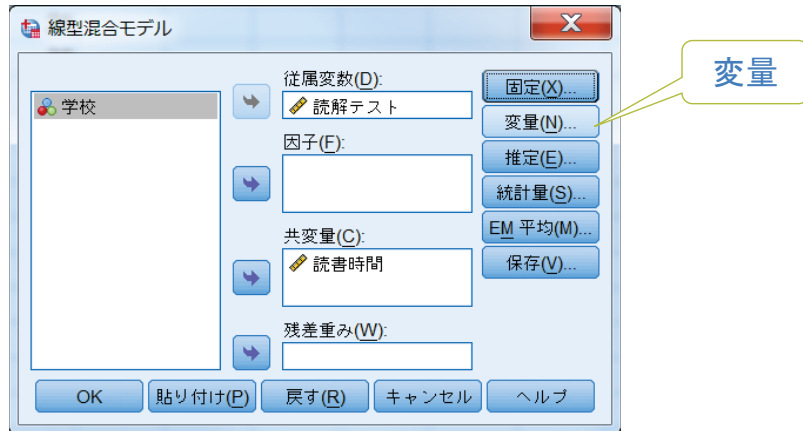 線型混合モデル
学校
従属変数(D):
読解テスト
因子(F):
共変量(C):
読書時間
残差重み(W):
固定(X)...
変量(N)...
推定(E)...
統計量(S)...
EM 平均(M)...
保存(V)...
OK
貼り付け(P)
戻す(R)
キャンセル
ヘルプ
変量